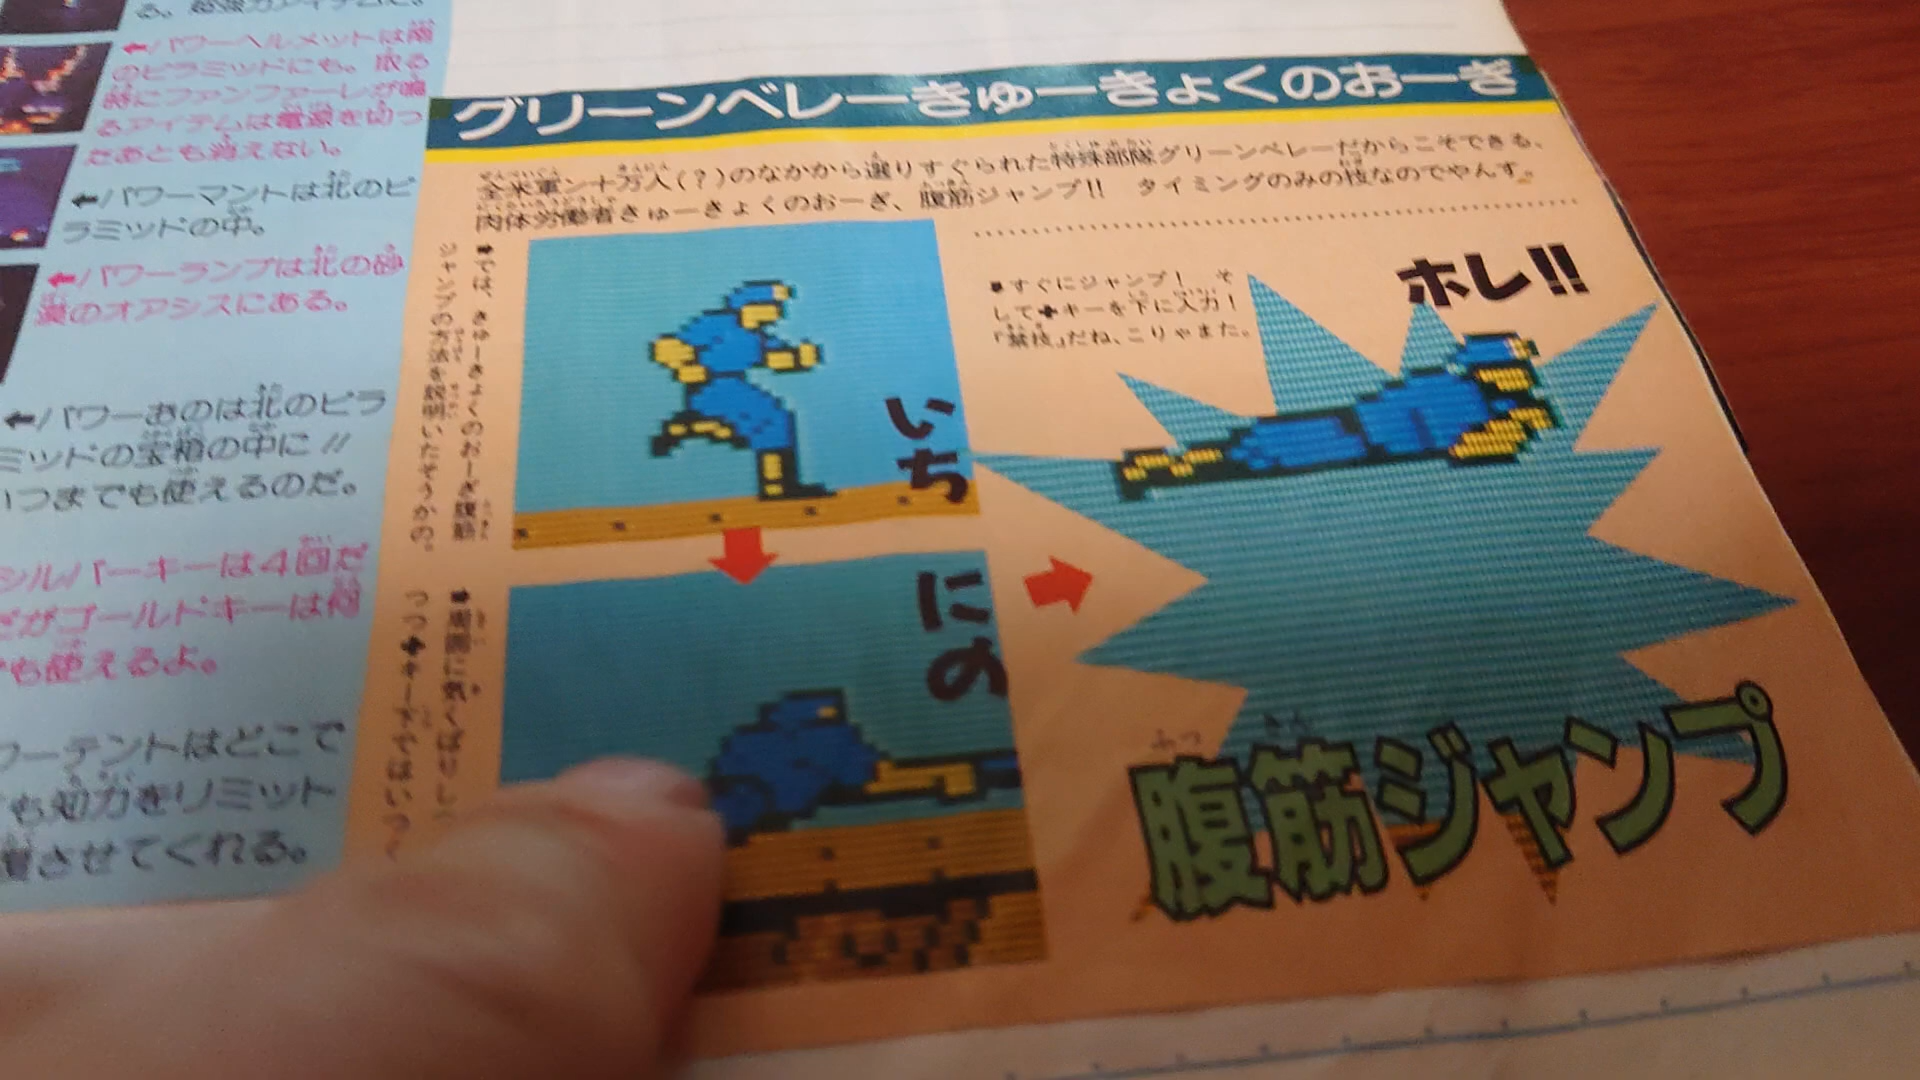 る。最強力アイテムだ。
←パワーヘルメットは南
のピラミッドにも。取る
時にファンファーレが鳴
るアイテムは電源を切っ
たあとも消えない。
←パワーマントは北のピ
ラミッドの中。
←パワーランプは北の砂
漠のオアシスにある。
←パワーおのは北のピラ
ミッドの宝箱の中に〃
いつまでも使えるのだ。
シルバーキーは4回だ
がゴールドキーは何
も使えるよ。
ワーテントはどこで
も知力をリミット
させてくれる。
グリーンベレーきゅーきょくのおーぎ
全米軍ン十万人(?)のなかから選りすぐられた特殊部隊グリーンベレーだからこそできる、
肉体労働者きゅーきょくのおーぎ、腹筋ジャンプ!! タイミングのみの技なのでやんす。
➡では、きゅーきょくのおーぎ腹筋
ジャンプの方法を説明いたそうかの。
いち
➡周囲に気をくばりしつ
つつ✚キー下ではいつく
にの
■すぐにジャンプ! そ
して✚キーを下に入力!
「禁技」だね、こりゃまた。
ホレ!!
腹筋ジャンプ